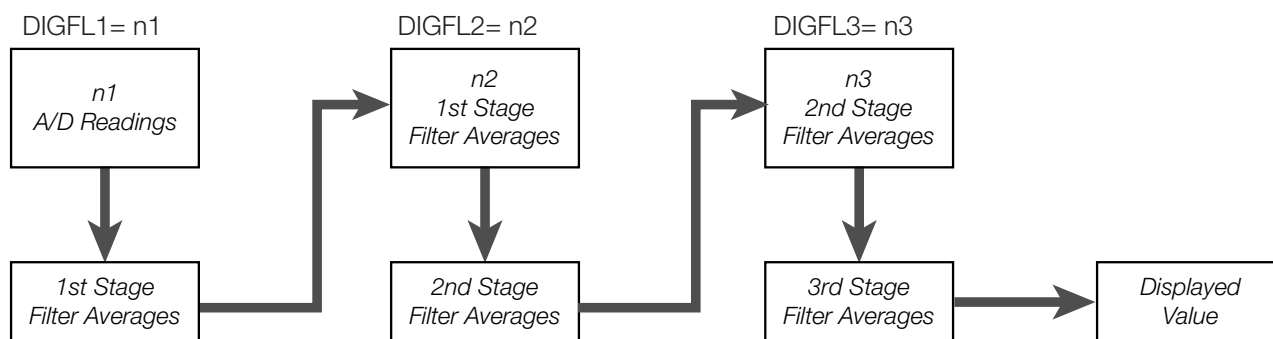 DIGFL1= n1
n1
A/D Readings
1st Stage
Filter Averages
DIGFL2= n2
n2
1st Stage
Filter Averages
2nd Stage
Filter Averages
DIGFL3= n3
n3
2nd Stage
Filter Averages
3rd Stage
Filter Averages
Displayed
Value